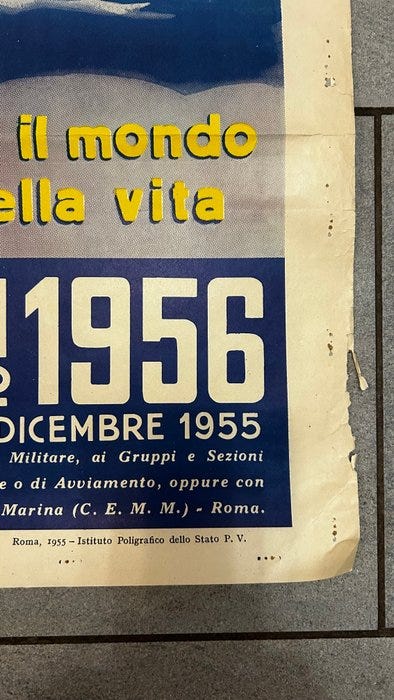 il mondo
ella vita
1956
DICEMBRE 1955
Militare, ai Gruppi e Sezioni
e o di Avviamento, oppure con
Marina (C. E. M. M.) - Roma.
Roma, 1955 - Istituto Poligrafico dello Stato P. V.